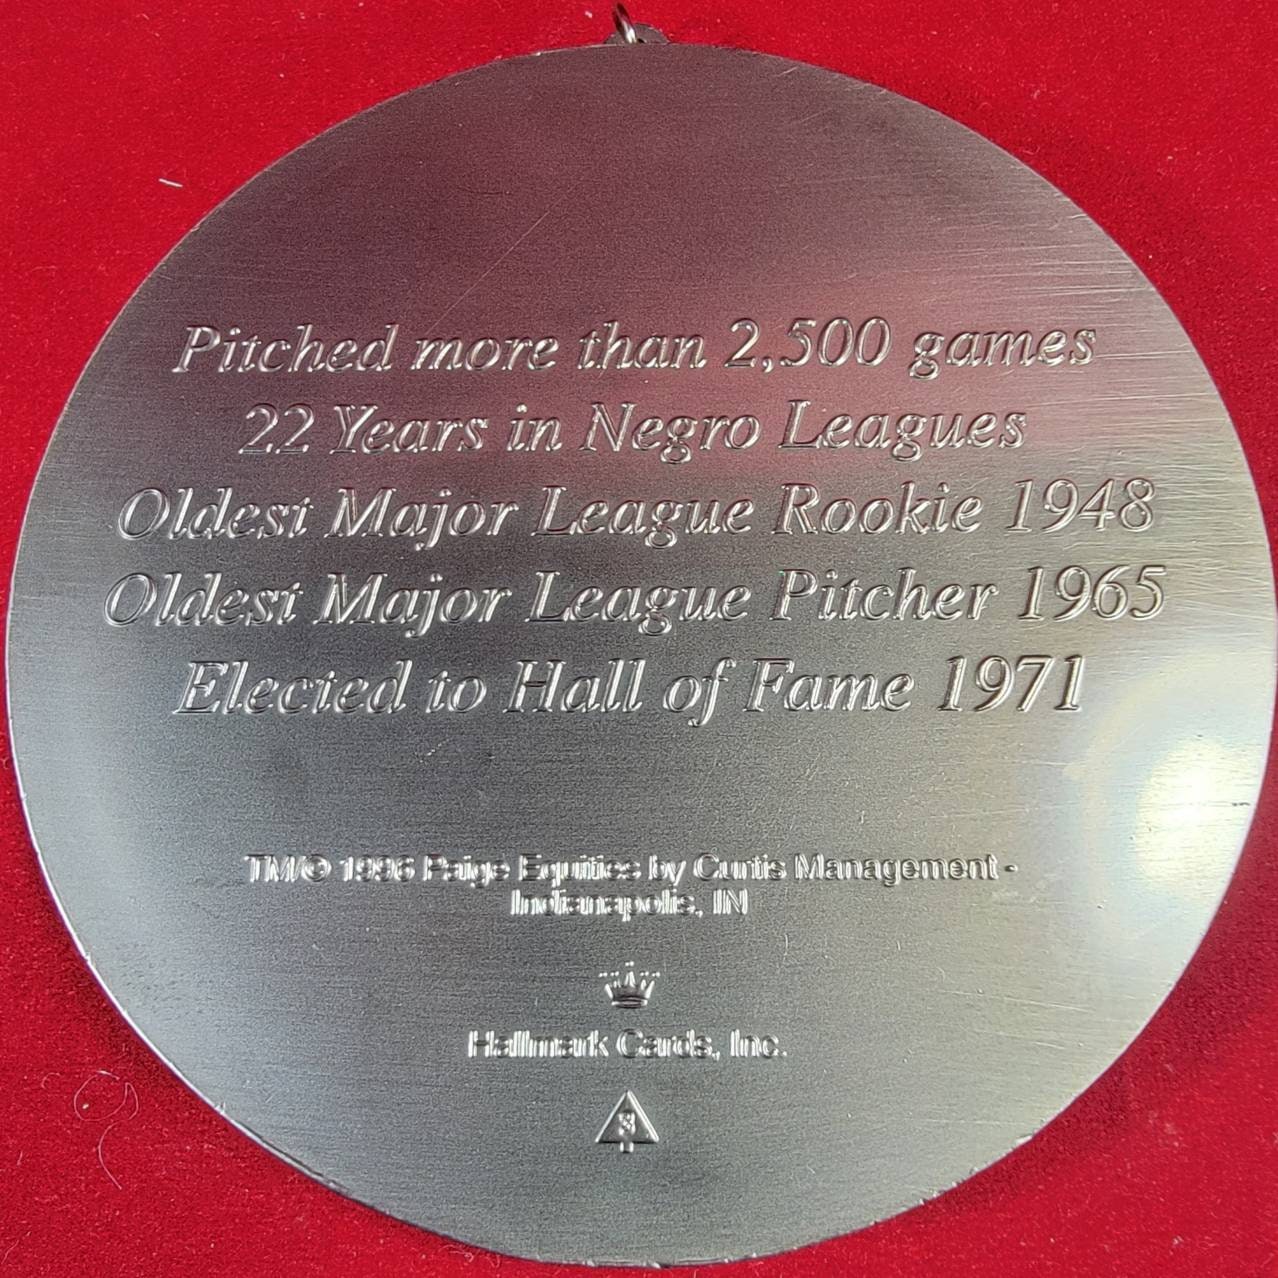 Pitched more than 2,500 games
22 Years in Negro Leagues
Oldest Major League Rookie 1948
Oldest Major League Pitcher 1965
Elected to Hall of Fame 1971
TM/© 1996 Paige Equities by Curtis Management -
Indianapolis, IN
Hallmark Cards, Inc.
3